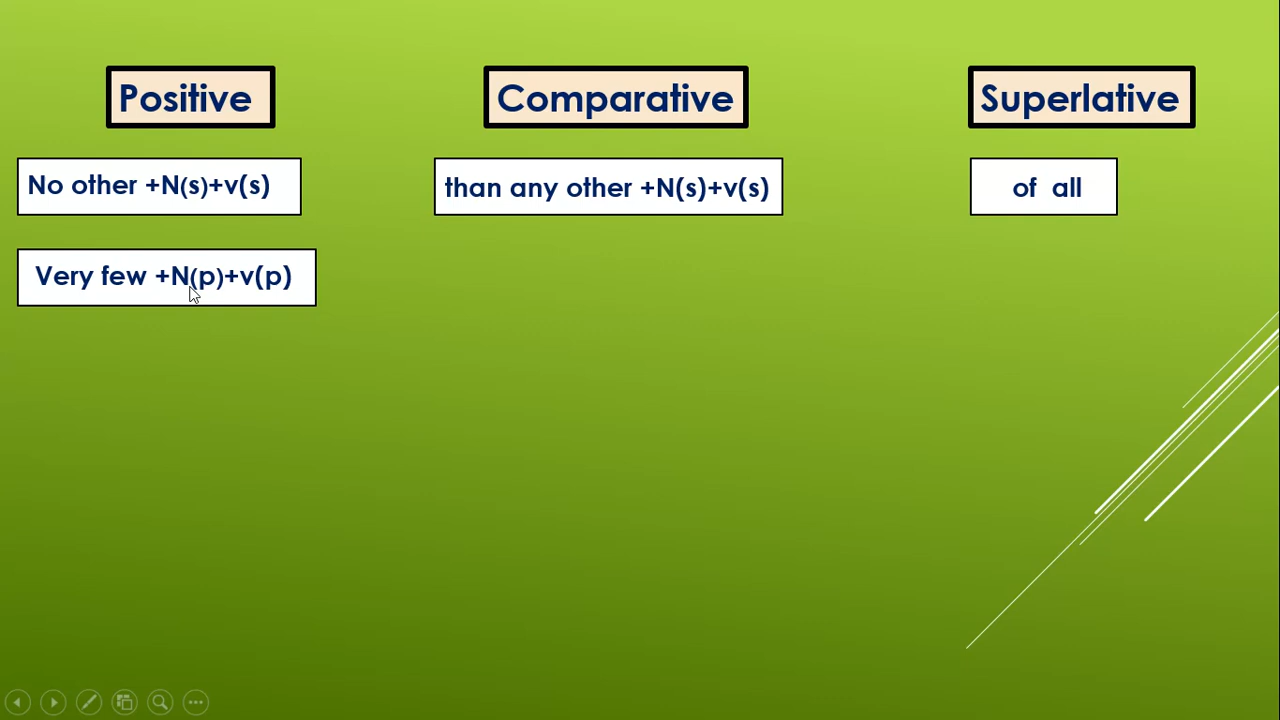 Positive
Comparative
Superlative
No other +N(s)+v(s)
than any other +N(s)+v(s)
of all
Very few +N(p)+v(p)